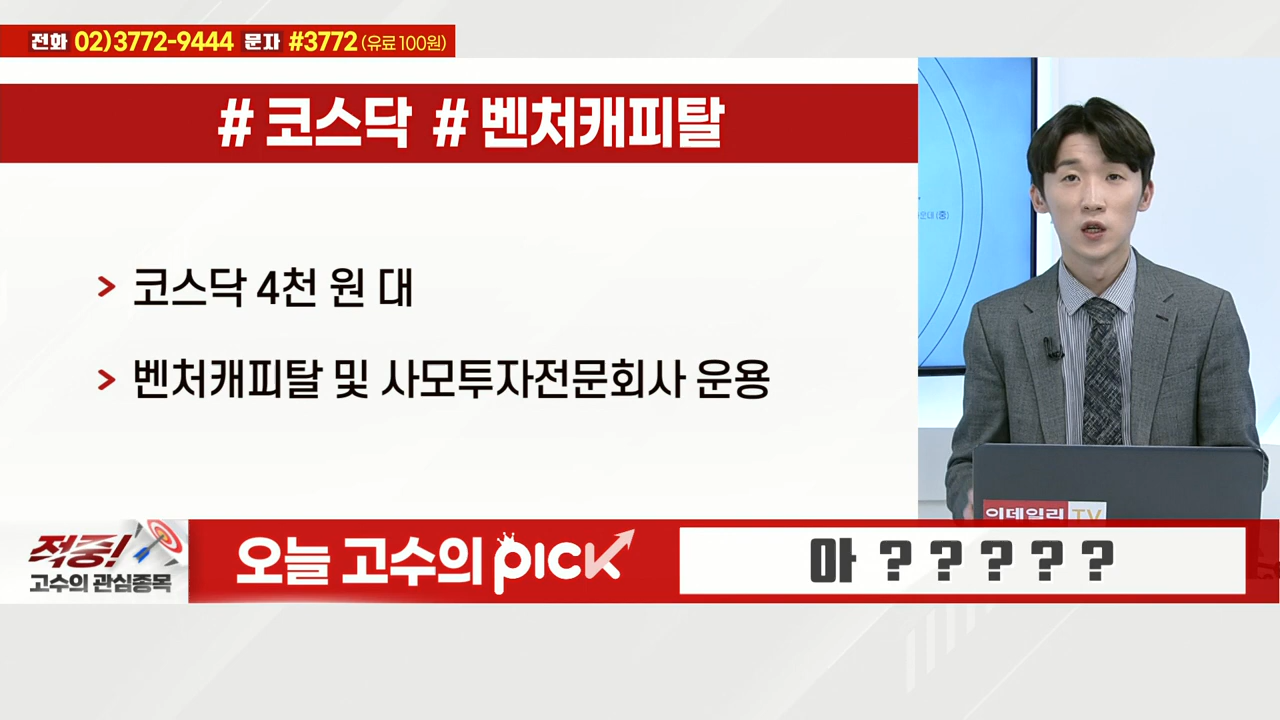 전화 02)3772-9444 문자 #3772 (유료 100원)
# 코스닥 # 벤처캐피탈
> 코스닥 4천 원 대
> 벤처캐피탈 및 사모투자전문회사 운용
이데일리 TV
적중!
고수의 관심종목
오늘 고수의 PICK
아 ? ? ? ? ?